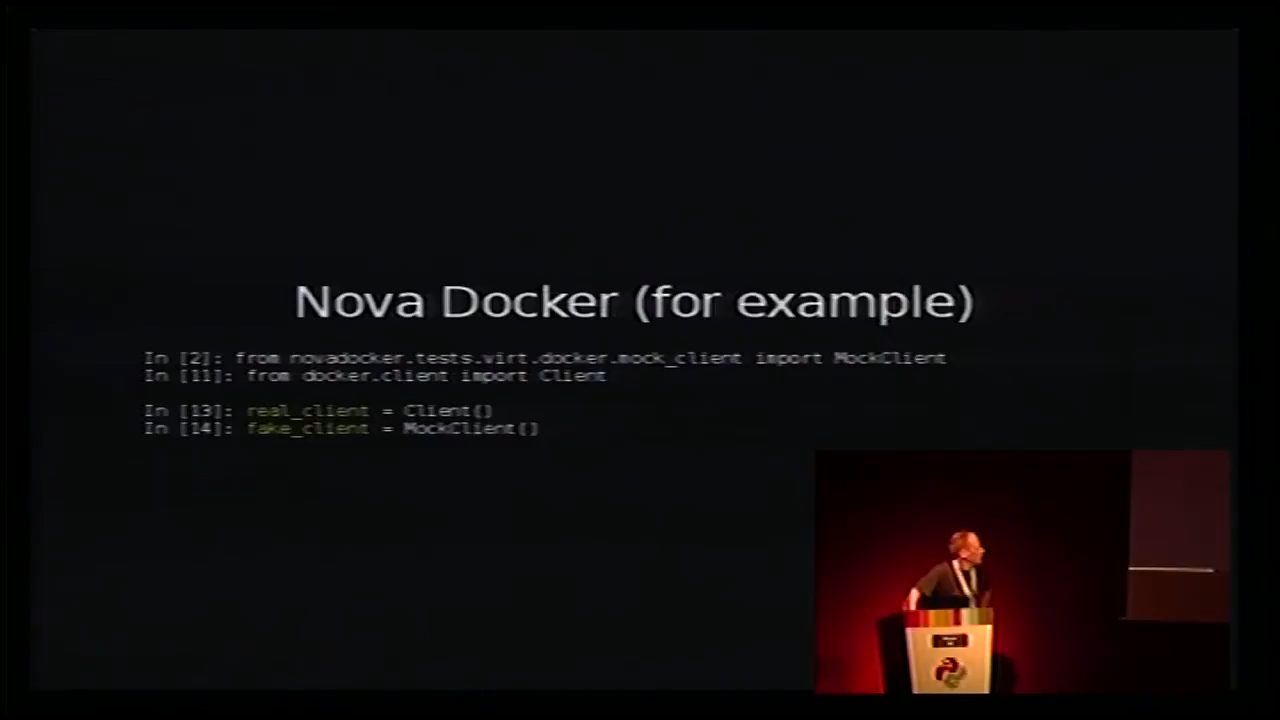 Nova Docker (for example)
In [2]: from novadocker.tests.virt.docker.mock_client import MockClient
In [11]: from docker.client import Client
In [13]: real_client = Client()
In [14]: fake_client = MockClient()